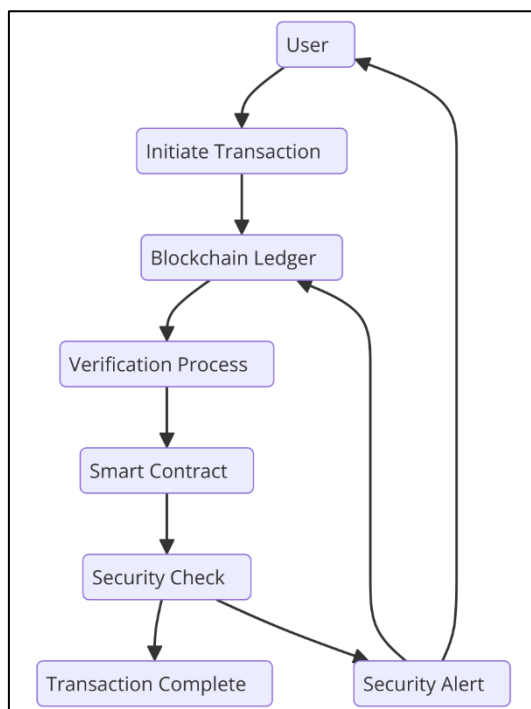 User
Initiate Transaction
Blockchain Ledger
Verification Process
Smart Contract
Security Check
Transaction Complete
Security Alert